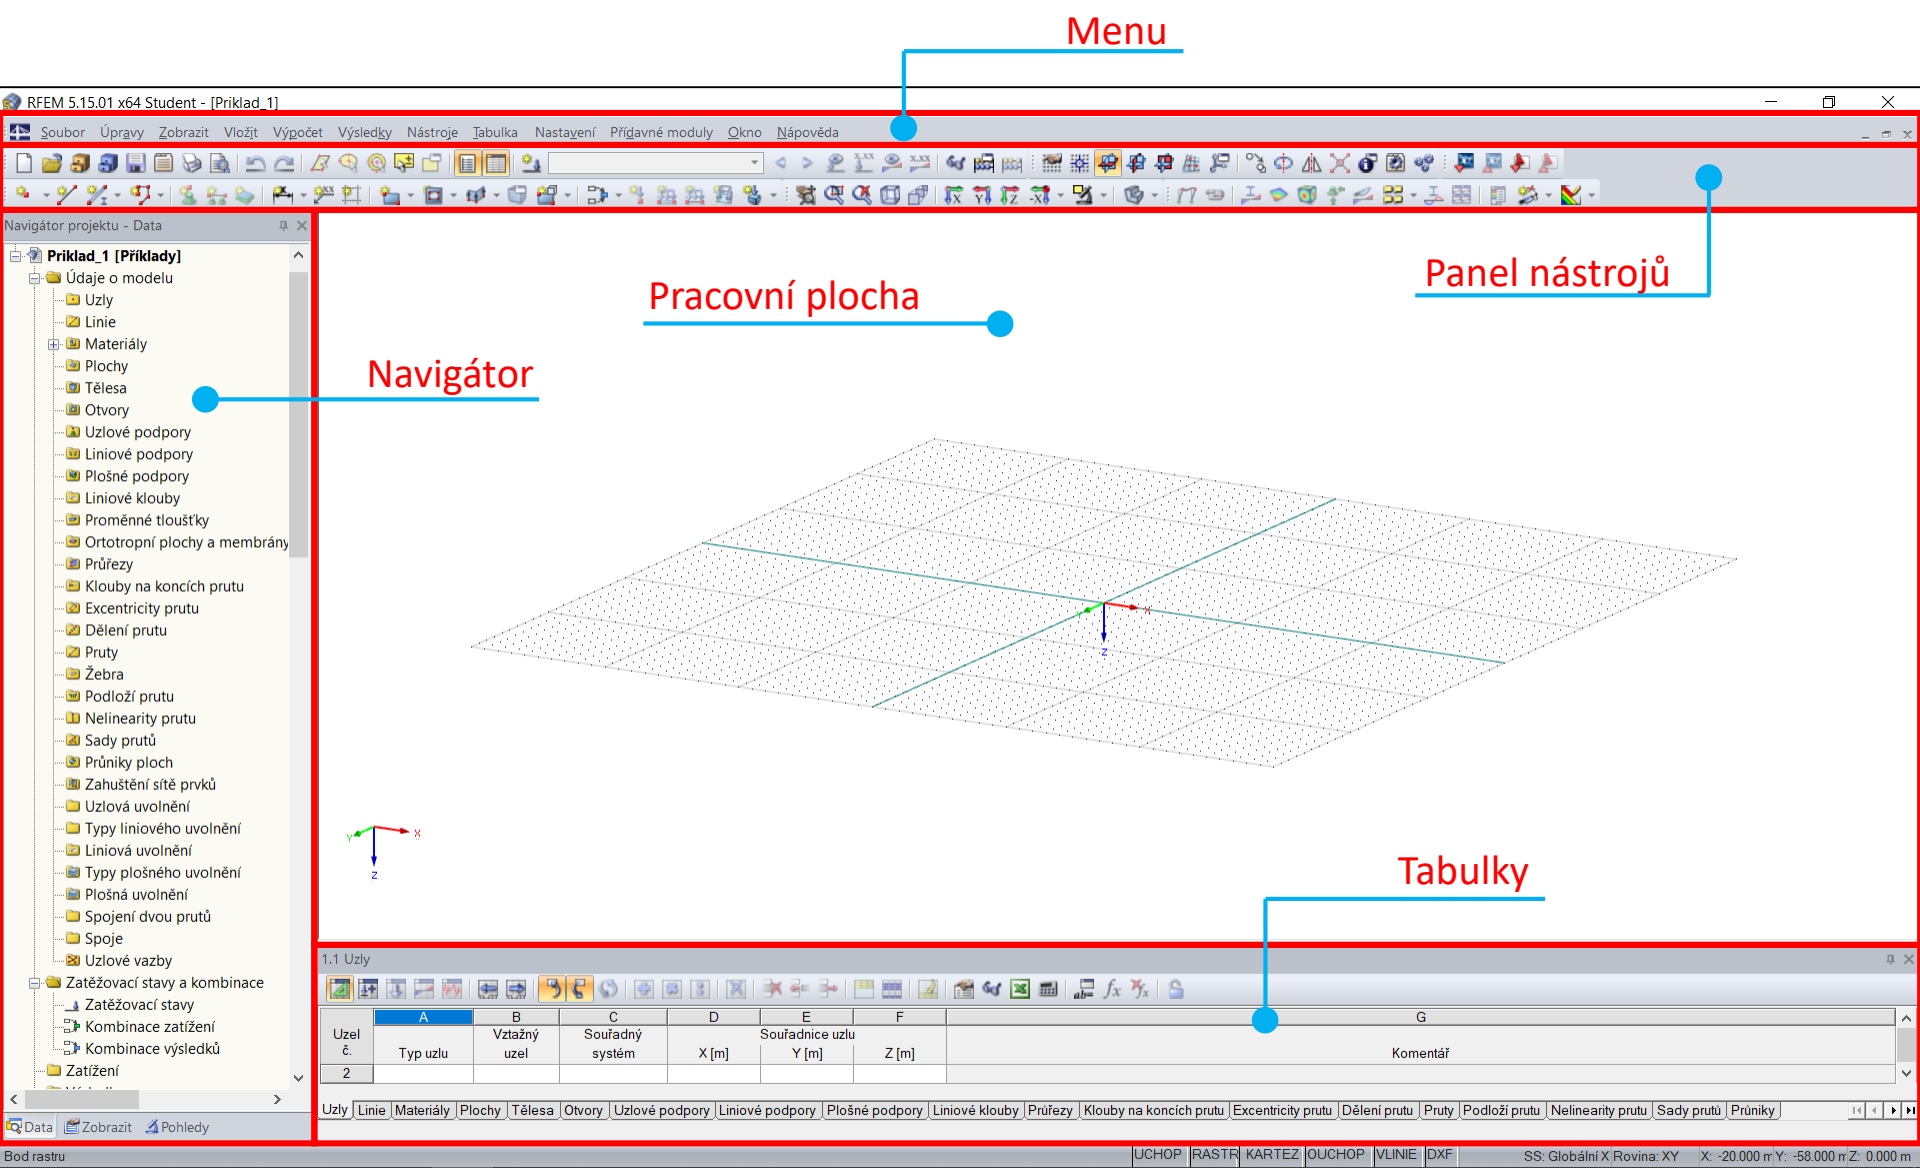 Menu
RFEM 5.15.01 x64 Student - [Priklad_1]
Soubor Úpravy Zobrazit Vložit Výpočet Výsledky Nástroje Tabulka Nastavení Přídavné moduly Okno Nápověda
Navigátor projektu - Data
Priklad_1 [Příklady]
Údaje o modelu
Uzly
Linie
Materiály
Plochy
Tělesa
Otvory
Uzlové podpory
Liniové podpory
Plošné podpory
Liniové klouby
Proměnné tloušťky
Ortotropní plochy a membrány
Průřezy
Klouby na koncích prutu
Excentricity prutu
Dělení prutu
Pruty
Žebra
Podloží prutu
Nelinearity prutu
Sady prutů
Průniky ploch
Zahuštění sítě prvků
Uzlová uvolnění
Typy liniového uvolnění
Liniová uvolnění
Typy plošného uvolnění
Plošná uvolnění
Spojení dvou prutů
Spoje
Uzlové vazby
Zatěžovací stavy a kombinace
Zatěžovací stavy
Kombinace zatížení
Kombinace výsledků
Zatížení
Data Zobrazit Pohledy
Panel nástrojů
Pracovní plocha
Navigátor
X
Z
Y X
Z
Tabulky
1.1 Uzly
A B C D E F G
Uzel č. Typ uzlu Vztažný uzel Souřadný systém Souřadnice uzlu X [m] Y [m] Z [m] Komentář
2
Uzly Linie Materiály Plochy Tělesa Otvory Uzlové podpory Liniové podpory Plošné podpory Liniové klouby Průřezy Klouby na koncích prutu Excentricity prutu Dělení prutu Pruty Podloží prutu Nelinearity prutu Sady prutů Průniky
Bod rastru UCHOP RASTR KARTEZ OUCHOP VLINIE DXF SS: Globální X Rovina: XY X: -20.000 m Y: -58.000 m Z: 0.000 m